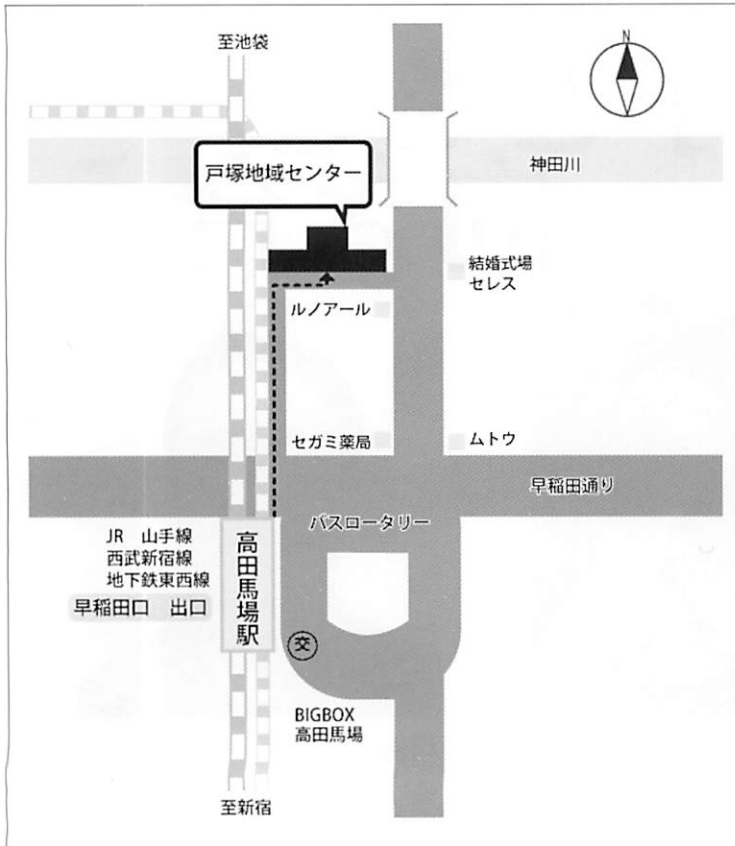 至池袋
N
神田川
戸塚地域センター
結婚式場
セレス
ルノアール
セガミ薬局
ムトウ
早稲田通り
バスロータリー
JR 山手線
西武新宿線
地下鉄東西線
早稲田口 出口
高田馬場駅
交
BIGBOX
高田馬場
至新宿